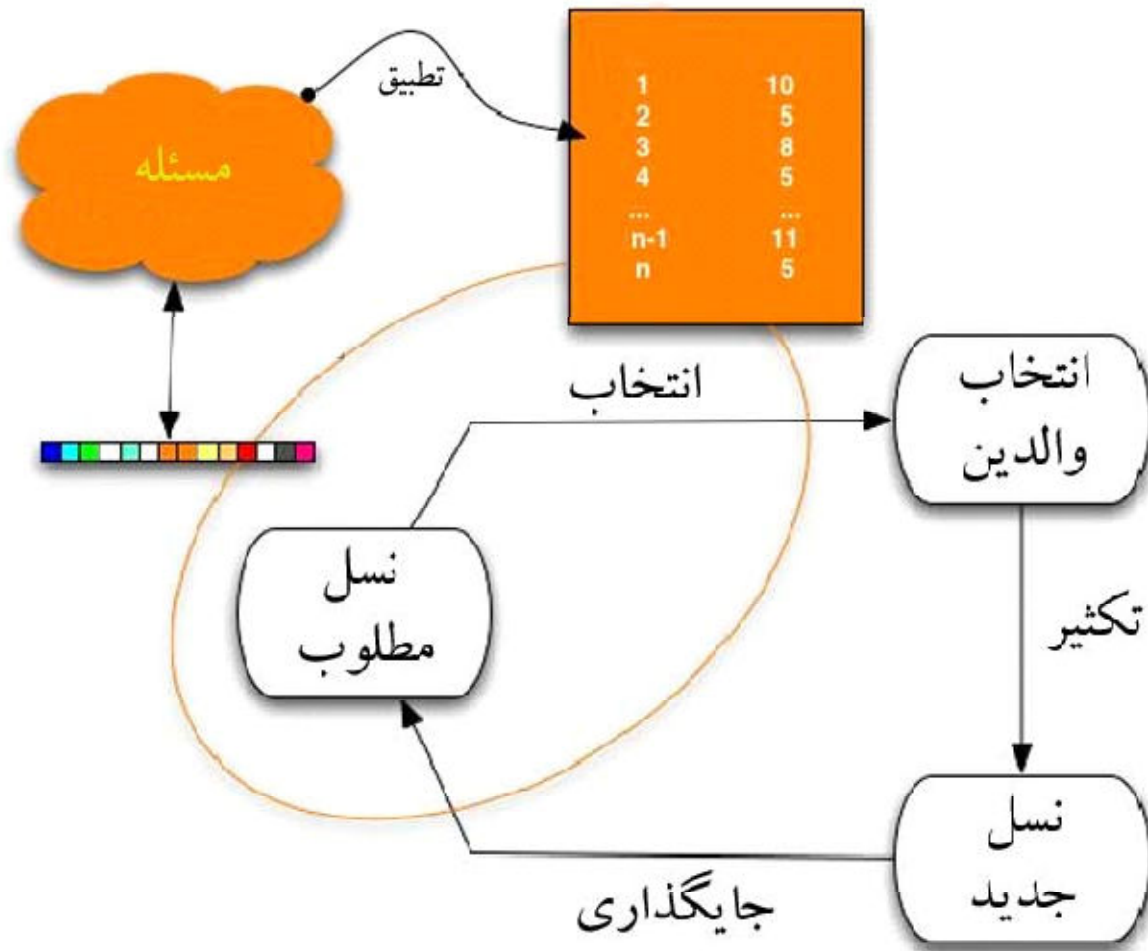 تطبیق
مسئله
1 10
2 5
3 8
4 5
... ...
n-1 11
n 5
انتخاب
انتخاب
والدین
نسل
مطلوب
تکثیر
نسل
جدید
جایگذاری